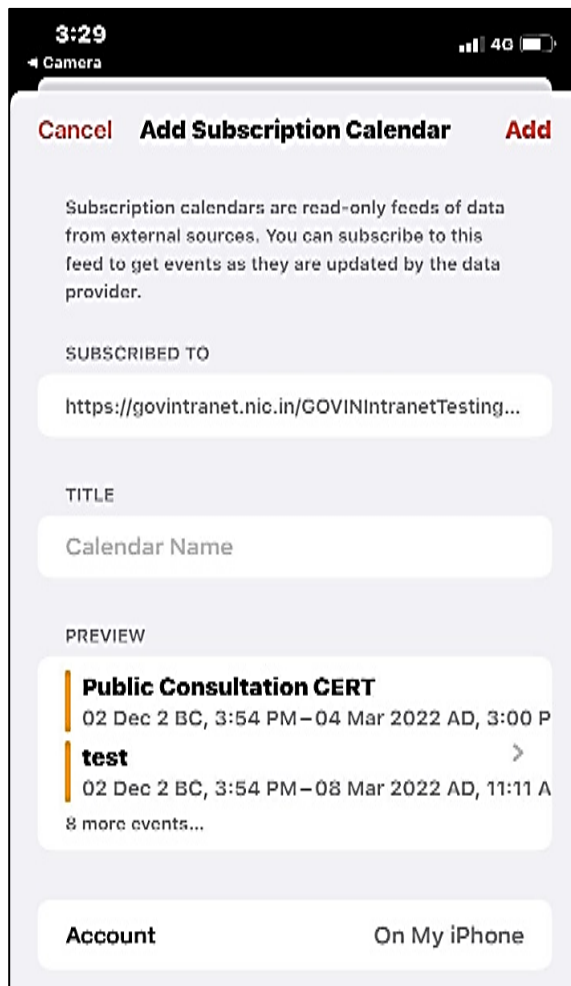 3:29
4G
◀ Camera
Cancel Add Subscription Calendar Add
Subscription calendars are read-only feeds of data
from external sources. You can subscribe to this
feed to get events as they are updated by the data
provider.
SUBSCRIBED TO
https://govintranet.nic.in/GOVINIntranetTesting...
TITLE
Calendar Name
PREVIEW
Public Consultation CERT
02 Dec 2 BC, 3:54 PM–04 Mar 2022 AD, 3:00 P
test
02 Dec 2 BC, 3:54 PM–08 Mar 2022 AD, 11:11 A
8 more events...
Account On My iPhone